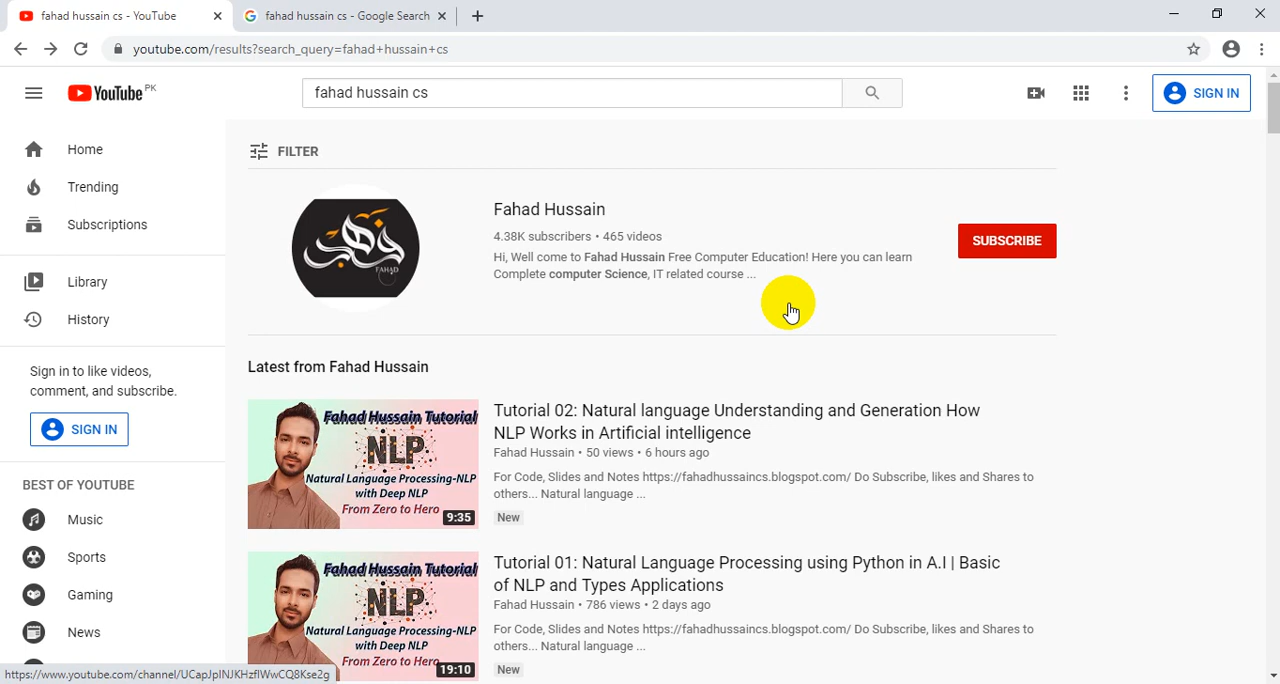 fahad hussain cs - YouTube
fahad hussain cs - Google Search
youtube.com/results?search_query=fahad+hussain+cs
YouTube PK
fahad hussain cs
SIGN IN
Home
Trending
Subscriptions
Library
History
Sign in to like videos,
comment, and subscribe.
SIGN IN
BEST OF YOUTUBE
Music
Sports
Gaming
News
FILTER
فهد
FAHAD
Fahad Hussain
4.38K subscribers • 465 videos
Hi, Well come to Fahad Hussain Free Computer Education! Here you can learn
Complete computer Science, IT related course ...
SUBSCRIBE
Latest from Fahad Hussain
Fahad Hussain Tutorial
NLP
Natural Language Processing-NLP
with Deep NLP
From Zero to Hero
9:35
Tutorial 02: Natural language Understanding and Generation How
NLP Works in Artificial intelligence
Fahad Hussain • 50 views • 6 hours ago
For Code, Slides and Notes https://fahadhussaincs.blogspot.com/ Do Subscribe, likes and Shares to
others... Natural language ...
New
Fahad Hussain Tutorial
NLP
Natural Language Processing-NLP
with Deep NLP
From Zero to Hero
19:10
Tutorial 01: Natural Language Processing using Python in A.I | Basic
of NLP and Types Applications
Fahad Hussain • 786 views • 2 days ago
For Code, Slides and Notes https://fahadhussaincs.blogspot.com/ Do Subscribe, likes and Shares to
others... Natural language ...
New
https://www.youtube.com/channel/UCapJpINJKHzfIWwCQ8Kse2g